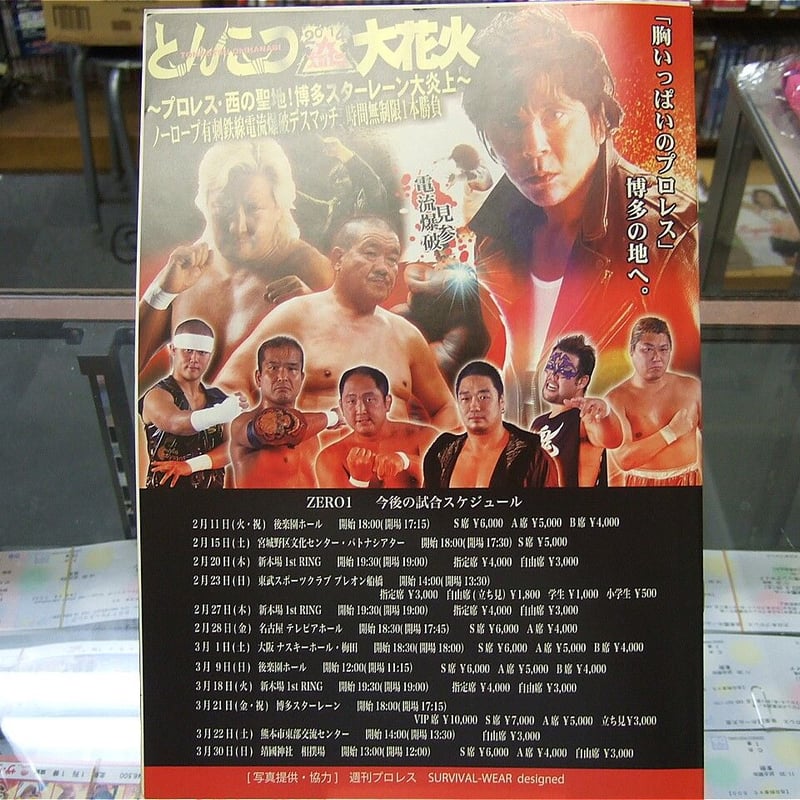 とんこつ
2014
祭
大花火
～プロレス・西の聖地！博多スターレーン大炎上～
ノーロープ有刺鉄線電流爆破デスマッチ 時間無制限1本勝負
「胸いっぱいのプロレス」
博多の地へ。
電流爆破
見参
ZERO1 今後の試合スケジュール
2月11日(火・祝) 後楽園ホール 開始18:00(開場17:15) S席¥6,000 A席¥5,000 B席¥4,000
2月15日(土) 宮城野区文化センター・パトナシアター 開始18:00(開場17:30) S席¥5,000
2月20日(木) 新木場1st RING 開始19:30(開場19:00) 指定席¥4,000 自由席¥3,000
2月23日(日) 東武スポーツクラブ プレオン船橋 開始14:00(開場13:30)
指定席¥3,000 自由席(立ち見)¥1,800 学生¥1,000 小学生¥500
2月27日(木) 新木場1st RING 開始19:30(開場19:00) 指定席¥4,000 自由席¥3,000
2月28日(金) 名古屋テレピアホール 開始18:30(開場17:45) S席¥6,000 A席¥4,000
3月 1日(土) 大阪 ナスキーホール・梅田 開始18:30(開場18:00) S席¥6,000 A席¥5,000 B席¥4,000
3月 9日(日) 後楽園ホール 開始12:00(開場11:15) S席¥6,000 A席¥5,000 B席¥4,000
3月18日(火) 新木場1st RING 開始19:30(開場19:00) 指定席¥4,000 自由席¥3,000
3月21日(金・祝) 博多スターレーン 開始18:00(開場17:15)
VIP席¥10,000 S席¥7,000 A席¥5,000 立ち見¥3,000
3月22日(土) 熊本市東部交流センター 開始14:00(開場13:30) 自由席¥3,000
3月30日(日) 靖國神社 相撲場 開始13:00(開場12:00) S席¥6,000 A席¥4,000 自由席¥3,000
[写真提供・協力] 週刊プロレス SURVIVAL-WEAR designed